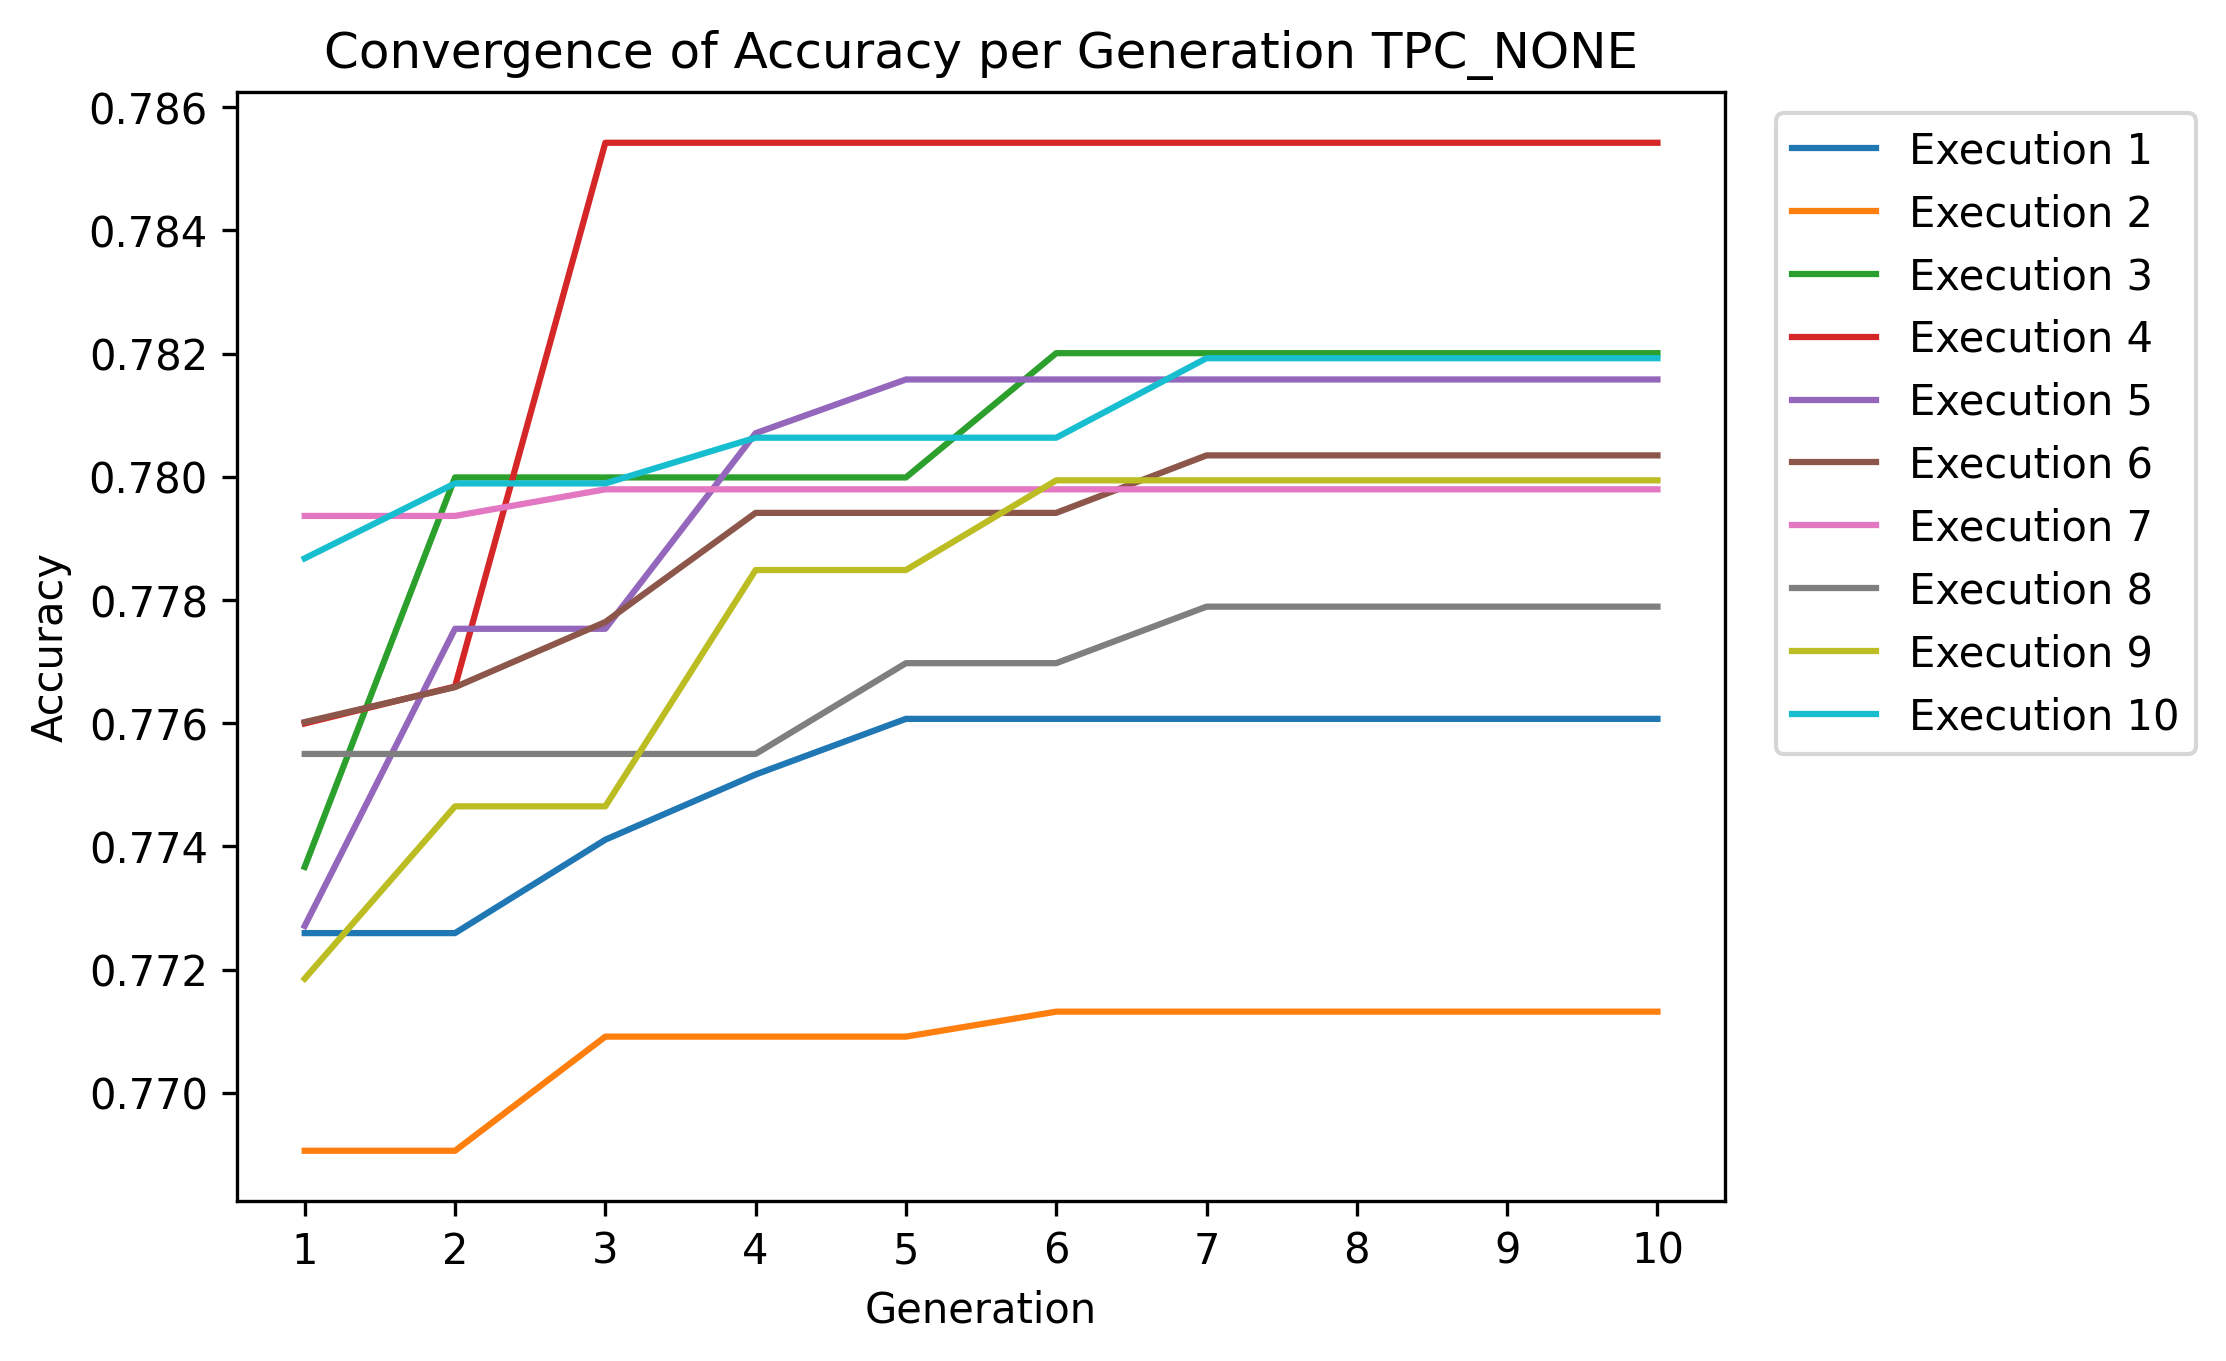 Convergence of Accuracy per Generation TPC_NONE
0.786
0.784
0.782
0.780
0.778
0.776
0.774
0.772
0.770
Accuracy
1 2 3 4 5 6 7 8 9 10
Generation
Execution 1
Execution 2
Execution 3
Execution 4
Execution 5
Execution 6
Execution 7
Execution 8
Execution 9
Execution 10